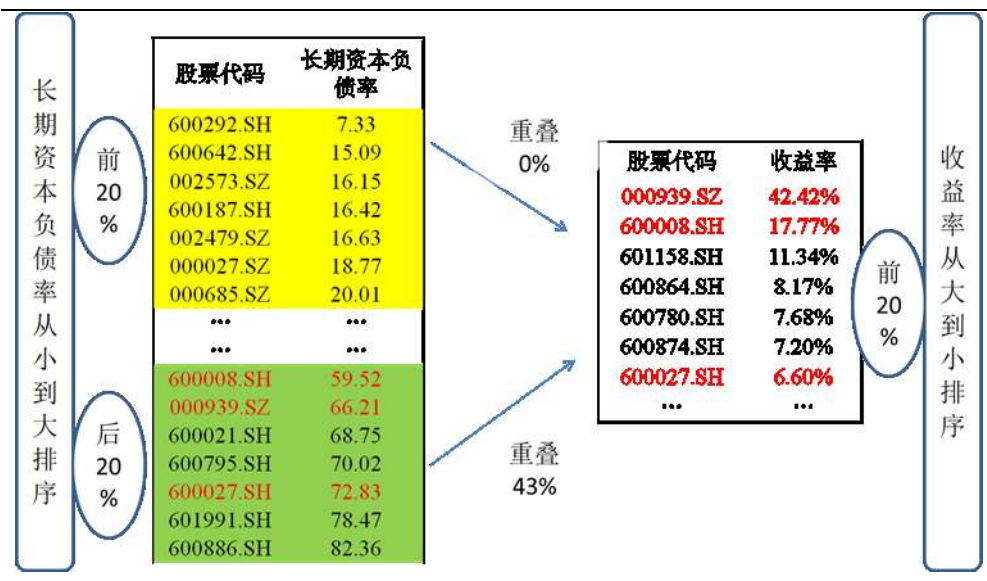 长期资本负债率从小到大排序
前
20
%
后
20
%
股票代码 长期资本负债率
600292.SH 7.33
600642.SH 15.09
002573.SZ 16.15
600187.SH 16.42
002479.SZ 16.63
000027.SZ 18.77
000685.SZ 20.01
... ...
... ...
600008.SH 59.52
000939.SZ 66.21
600021.SH 68.75
600795.SH 70.02
600027.SH 72.83
601991.SH 78.47
600886.SH 82.36
重叠
0%
重叠
43%
股票代码 收益率
000939.SZ 42.42%
600008.SH 17.77%
601158.SH 11.34%
600864.SH 8.17%
600780.SH 7.68%
600874.SH 7.20%
600027.SH 6.60%
... ...
前
20
%
收益率从大到小排序